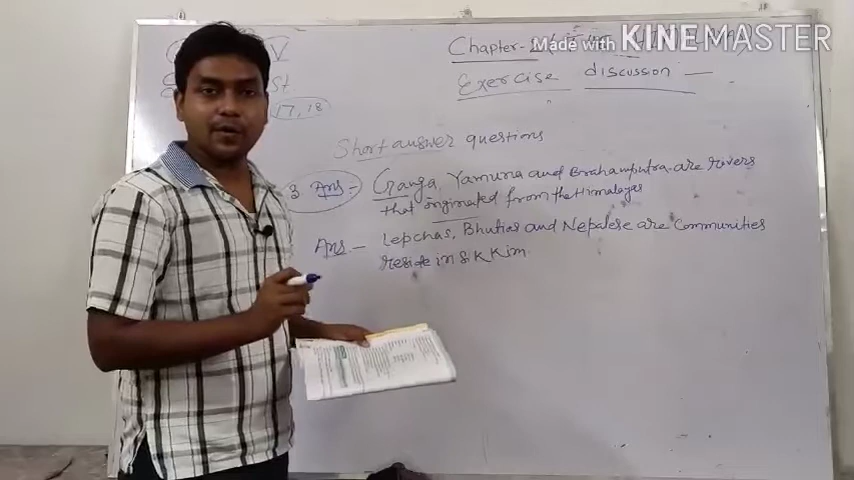 V
st
17, 18
Chapter-
Made with KINEMASTER
Exercise discussion —
Short answer questions
3 Ans - Ganga, Yamuna and Brahamputra are rivers
that originated from the Himalayas
Ans - Lepchas, Bhutias and Nepalese are Communities
reside in SikKim